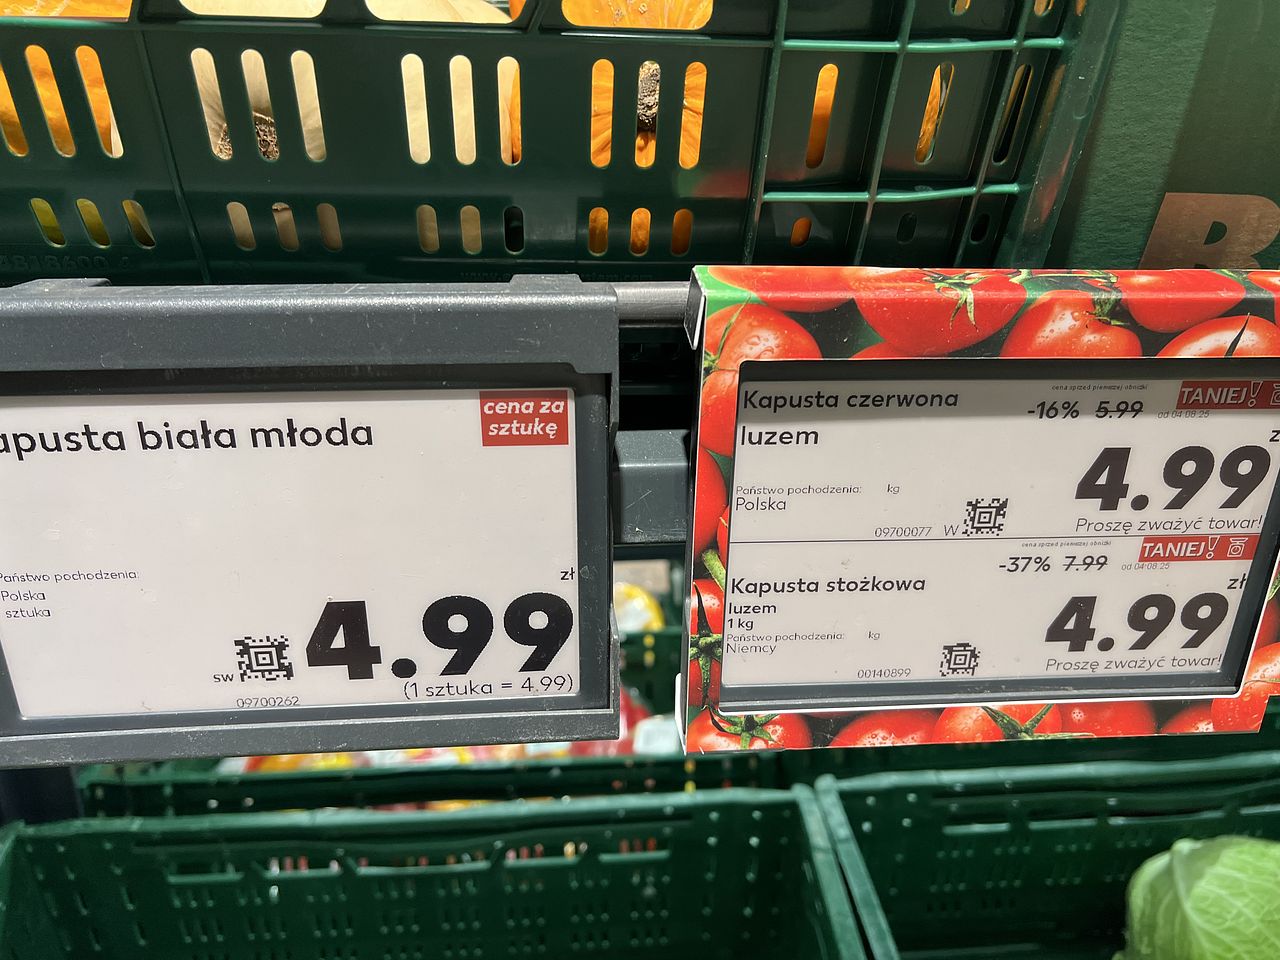 apusta biała młoda
cena za
sztukę
Państwo pochodzenia:
Polska
sztuka
zł
4.99
sw
(1 sztuka = 4.99)
09700262
Kapusta czerwona
luzem
cena sprzed pierwszej obniżki
-16% 5.99
od 04.08.25
TANIEJ!
4.99
Państwo pochodzenia: kg
Polska
09700077 W
Proszę zważyć towar!
cena sprzed pierwszej obniżki
-37% 7.99
od 04.08.25
TANIEJ!
Kapusta stożkowa
luzem
1 kg
zł
4.99
Państwo pochodzenia: kg
Niemcy
00140899
Proszę zważyć towar!
R